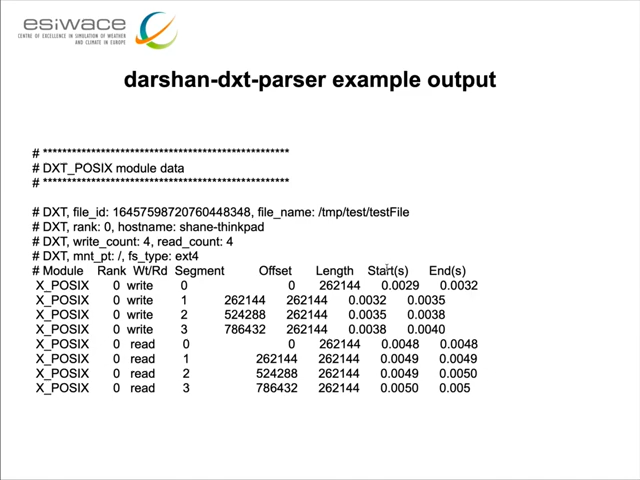 esiwace
CENTRE OF EXCELLENCE IN SIMULATION OF WEATHER
AND CLIMATE IN EUROPE
darshan-dxt-parser example output
# ***************************************************
# DXT_POSIX module data
# ***************************************************
# DXT, file_id: 16457598720760448348, file_name: /tmp/test/testFile
# DXT, rank: 0, hostname: shane-thinkpad
# DXT, write_count: 4, read_count: 4
# DXT, mnt_pt: /, fs_type: ext4
# Module Rank Wt/Rd Segment Offset Length Start(s) End(s)
X_POSIX 0 write 0 0 262144 0.0029 0.0032
X_POSIX 0 write 1 262144 262144 0.0032 0.0035
X_POSIX 0 write 2 524288 262144 0.0035 0.0038
X_POSIX 0 write 3 786432 262144 0.0038 0.0040
X_POSIX 0 read 0 0 262144 0.0048 0.0048
X_POSIX 0 read 1 262144 262144 0.0049 0.0049
X_POSIX 0 read 2 524288 262144 0.0049 0.0050
X_POSIX 0 read 3 786432 262144 0.0050 0.005